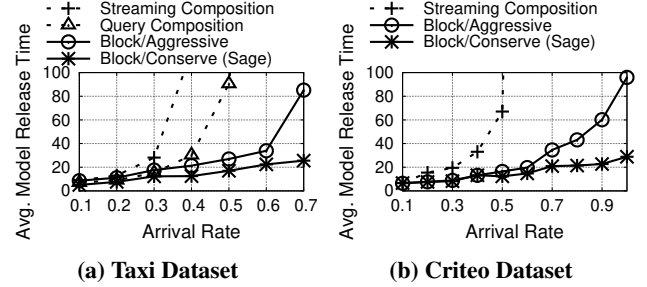 Streaming Composition
Query Composition
Block/Aggressive
Block/Conserve (Sage)
Avg. Model Release Time
100
80
60
40
20
0
0.1 0.2 0.3 0.4 0.5 0.6 0.7
Arrival Rate
(a) Taxi Dataset
Streaming Composition
Block/Aggressive
Block/Conserve (Sage)
Avg. Model Release Time
100
80
60
40
20
0
0.1 0.3 0.5 0.7 0.9
Arrival Rate
(b) Criteo Dataset